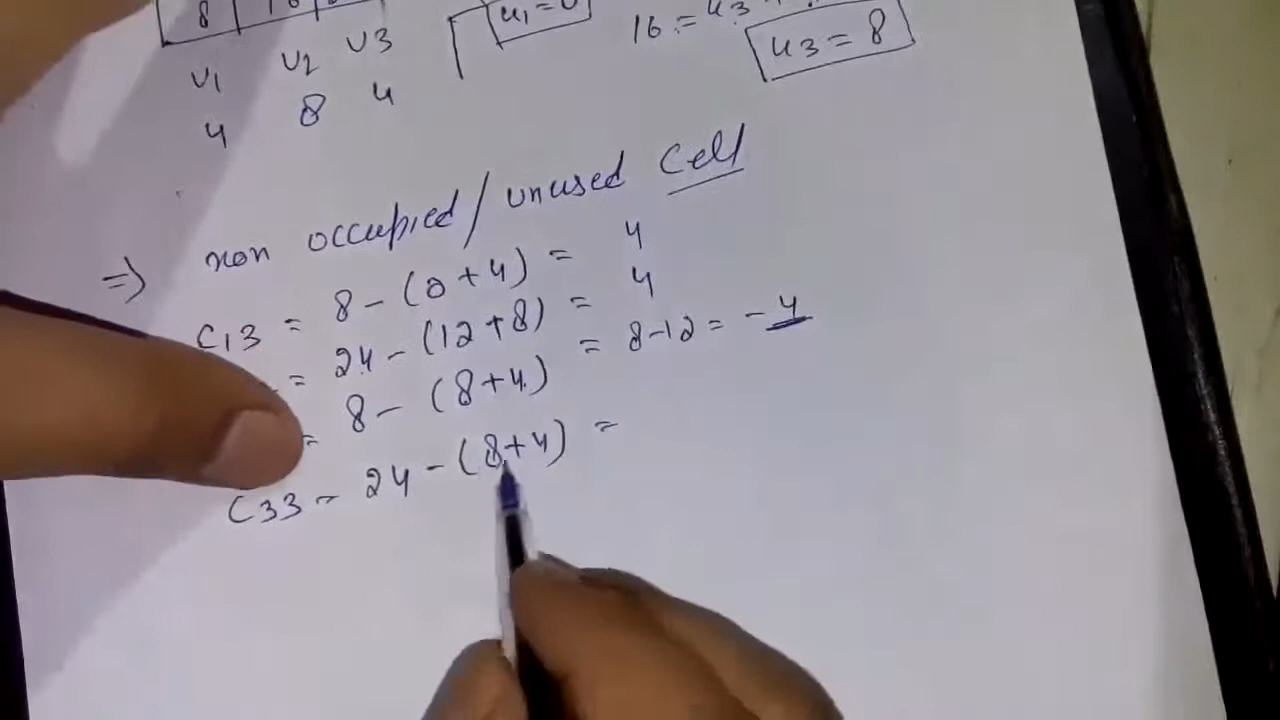 8
u1 = 0
16 = u3
u3 = 8
V1 V2 V3
4 8 4
=> non occupied/unused Cell
C13 = 8 - (0+4) = 4
= 24 - (12+8) = 4
= 8 - (8+4) = 8-12 = -4
C33 = 24 - (8+4) =